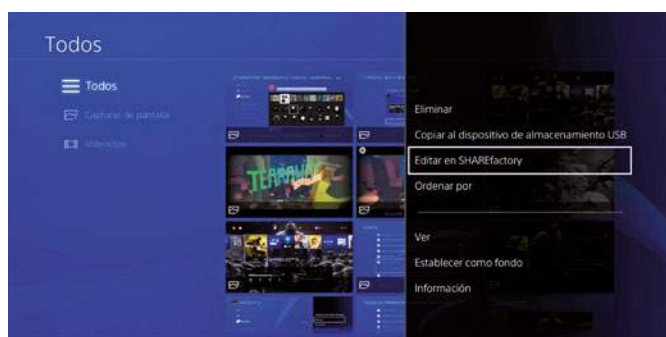 Todos
Todos
Capturas de pantalla
Videoclips
TEARAWAY
Eliminar
Copiar al dispositivo de almacenamiento USB
Editar en SHAREfactory
Ordenar por
Ver
Establecer como fondo
Información